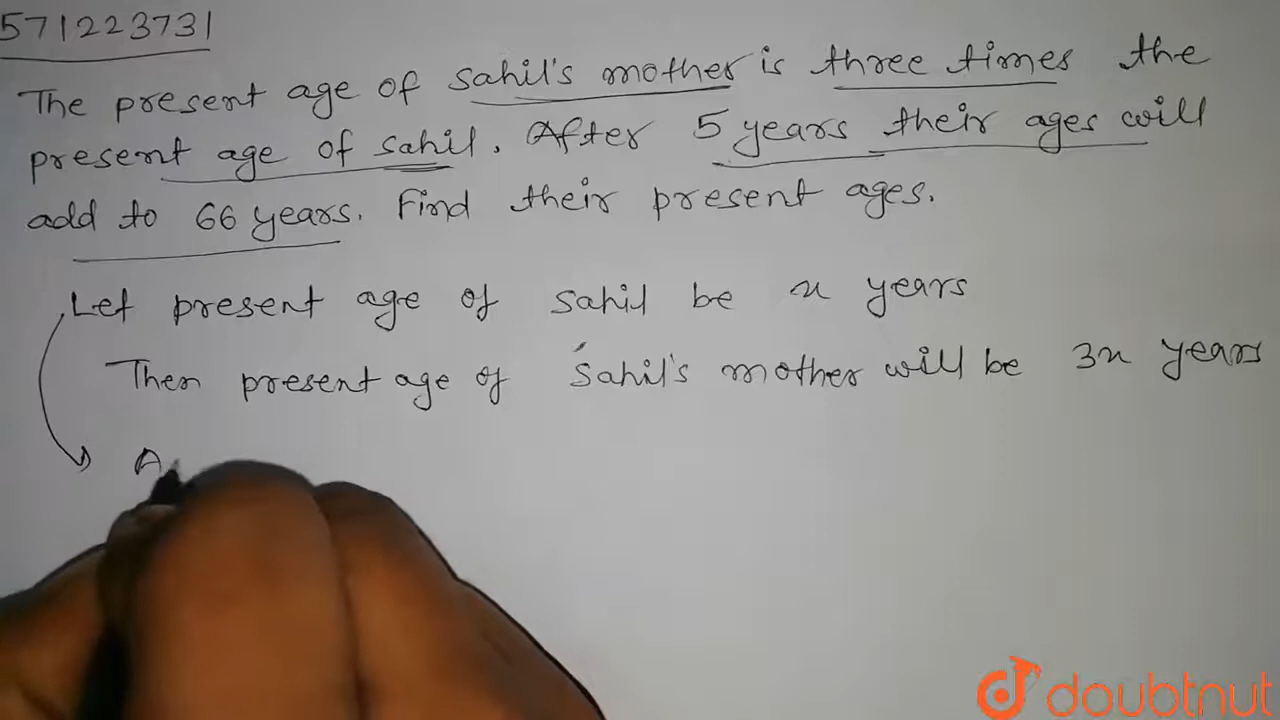 571223731
The present age of Sahil's mother is three times the
present age of Sahil. After 5 years their ages will
add to 66 years. Find their present ages.
Let present age of Sahil be x years
Then present age of Sahil's mother will be 3x years
A
doubtnut